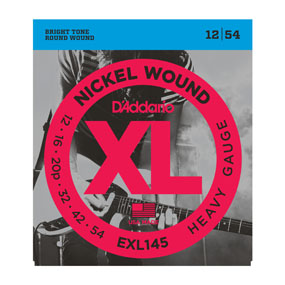 BRIGHT TONE
ROUND WOUND
12|54
NICKEL WOUND
D'Addario
XL
12 • 16 • 20p • 32 • 42 • 54
HEAVY GAUGE
EXL145